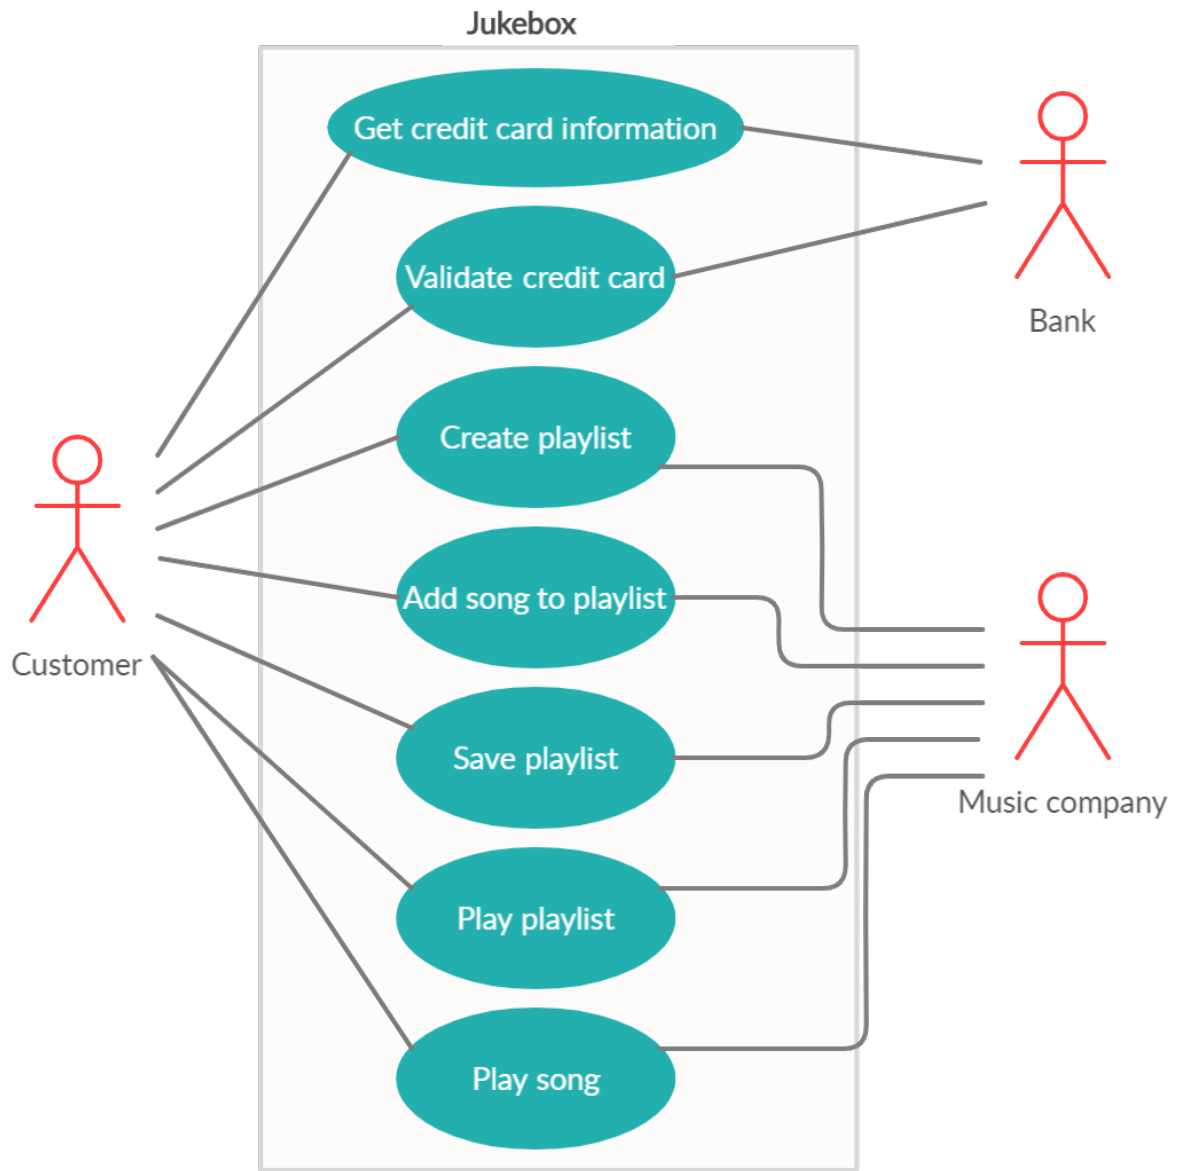 Jukebox
Get credit card information
Validate credit card
Bank
Create playlist
Add song to playlist
Customer
Save playlist
Music company
Play playlist
Play song